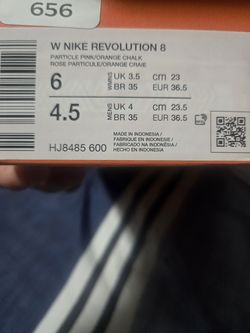 656
W NIKE REVOLUTION 8
PARTICLE PINK/ORANGE CHALK
ROSE PARTICULE/ORANGE CRAIE
6 WMNS UK 3.5 cm 23
BR 35 EUR 36.5
4.5 MENS UK 4 cm 23.5
BR 35 EUR 36.5
HJ8485 600
MADE IN INDONESIA/
FABRIQUÉ EN INDONÉSIE /
FABRICADO NA INDONÉSIA/
HECHO EN INDONESIA